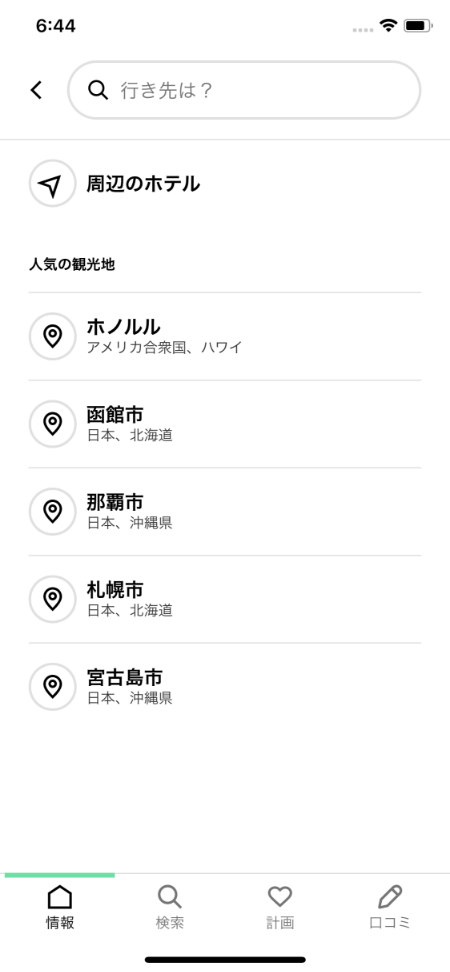 6:44
行き先は？
周辺のホテル
人気の観光地
ホノルル
アメリカ合衆国、ハワイ
函館市
日本、北海道
那覇市
日本、沖縄県
札幌市
日本、北海道
宮古島市
日本、沖縄県
情報
検索
計画
口コミ